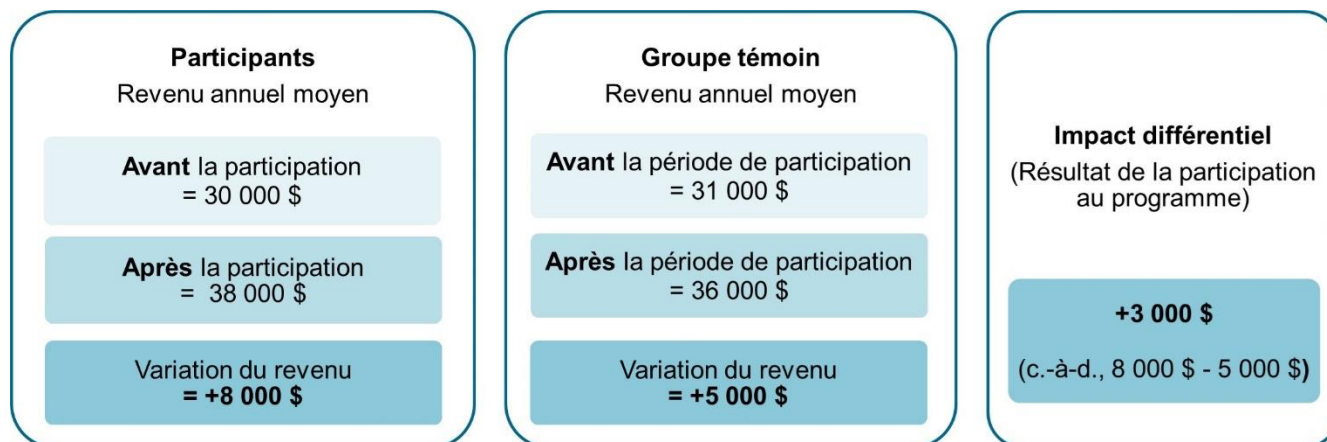 Participants
Revenu annuel moyen
Avant la participation
= 30 000 $
Après la participation
= 38 000 $
Variation du revenu
= +8 000 $
Groupe témoin
Revenu annuel moyen
Avant la période de participation
= 31 000 $
Après la période de participation
= 36 000 $
Variation du revenu
= +5 000 $
Impact différentiel
(Résultat de la participation
au programme)
+3 000 $
(c.-à-d., 8 000 $ - 5 000 $)